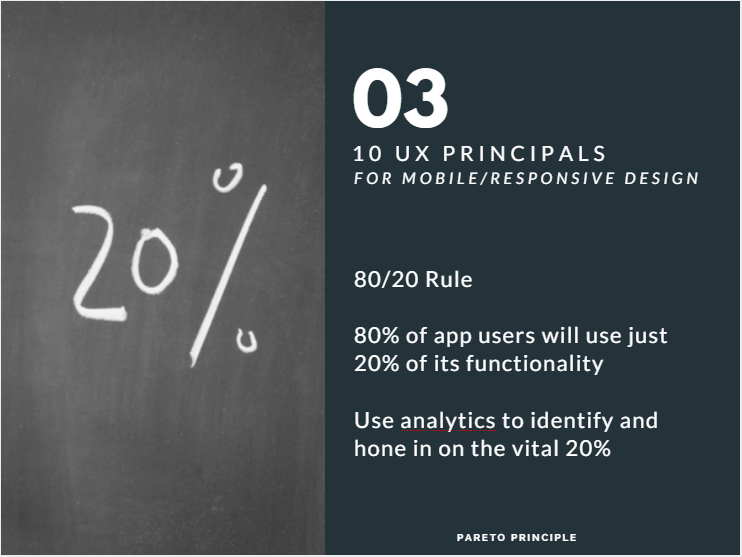 20%
03
10 UX PRINCIPALS
FOR MOBILE/RESPONSIVE DESIGN
80/20 Rule
80% of app users will use just
20% of its functionality
Use analytics to identify and
hone in on the vital 20%
PARETO PRINCIPLE